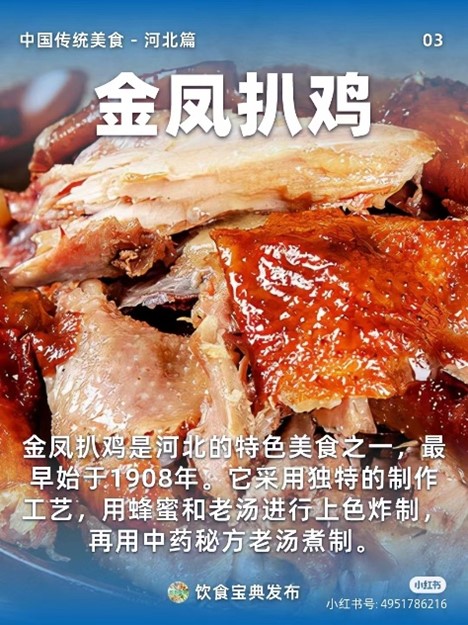 中国传统美食 - 河北篇
03
金凤扒鸡
金凤扒鸡是河北的特色美食之一，最
早始于1908年。它采用独特的制作
工艺，用蜂蜜和老汤进行上色炸制，
再用中药秘方老汤煮制。
饮食宝典发布
小红书
小红书号: 4951786216